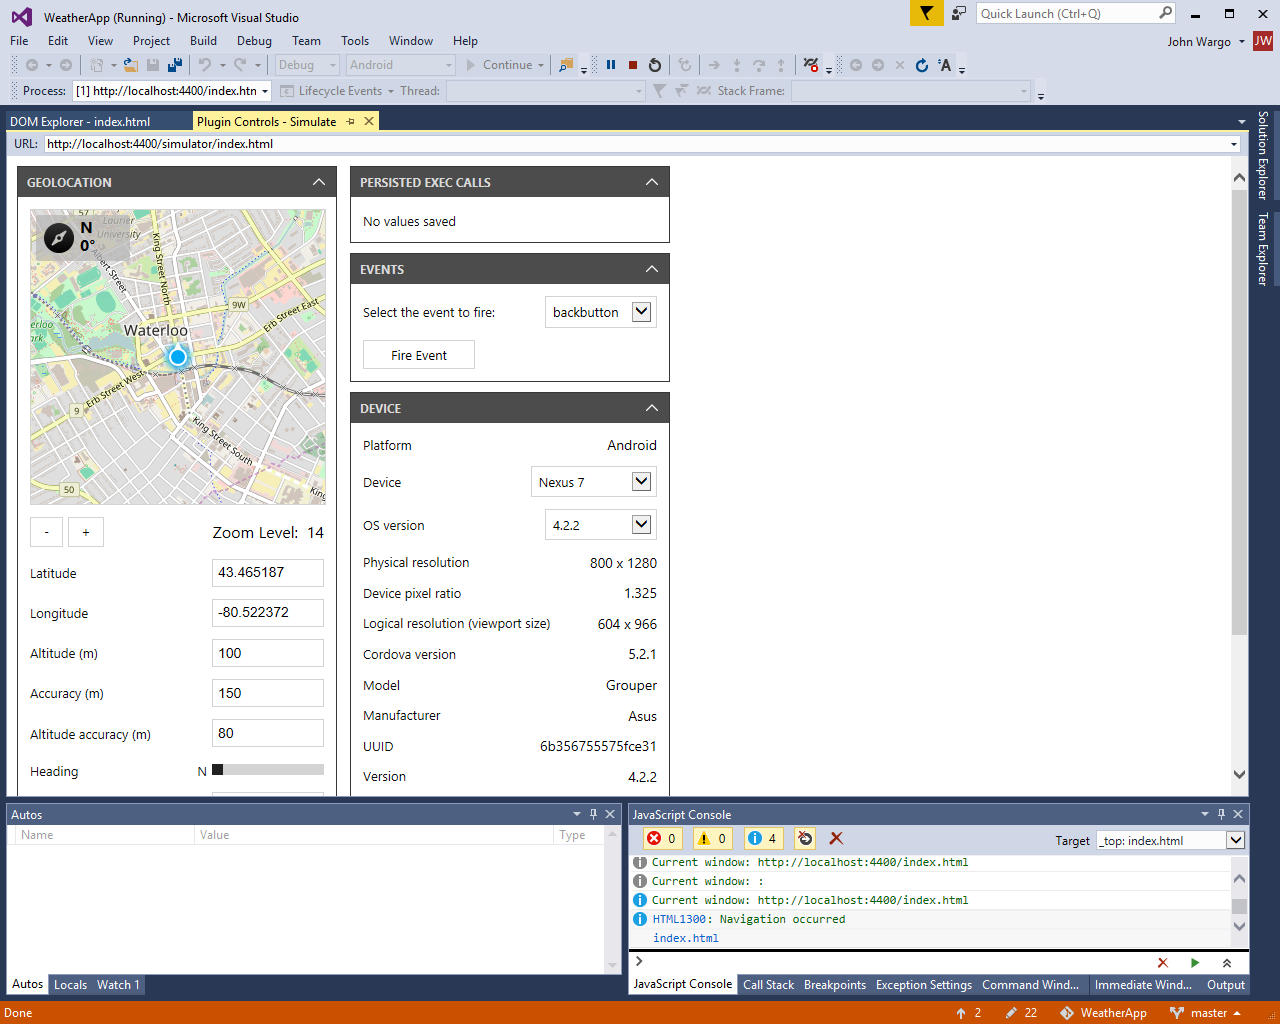 WeatherApp (Running) - Microsoft Visual Studio
Quick Launch (Ctrl+Q)
File Edit View Project Build Debug Team Tools Window Help
John Wargo JW
Debug Android Continue
Process: [1] http://localhost:4400/index.htn Lifecycle Events Thread: Stack Frame:
DOM Explorer - index.html Plugin Controls - Simulate
URL: http://localhost:4400/simulator/index.html
Solution Explorer
Team Explorer
GEOLOCATION
57
Laurier
University
N
0°
Albert Street
King Street North
9W
Erb Street East
Waterloo
Park
Erb Street West
9
King Street South
50
King
- + Zoom Level: 14
Latitude 43.465187
Longitude -80.522372
Altitude (m) 100
Accuracy (m) 150
Altitude accuracy (m) 80
Heading N
PERSISTED EXEC CALLS
No values saved
EVENTS
Select the event to fire: backbutton
Fire Event
DEVICE
Platform Android
Device Nexus 7
OS version 4.2.2
Physical resolution 800 x 1280
Device pixel ratio 1.325
Logical resolution (viewport size) 604 x 966
Cordova version 5.2.1
Model Grouper
Manufacturer Asus
UUID 6b356755575fce31
Version 4.2.2
Autos
Name Value Type
Autos Locals Watch 1
JavaScript Console
0 0 4 Target _top: index.html
Current window: http://localhost:4400/index.html
Current window: :
Current window: http://localhost:4400/index.html
HTML1300: Navigation occurred
index.html
JavaScript Console Call Stack Breakpoints Exception Settings Command Wind... Immediate Wind... Output
Done 2 22 WeatherApp master